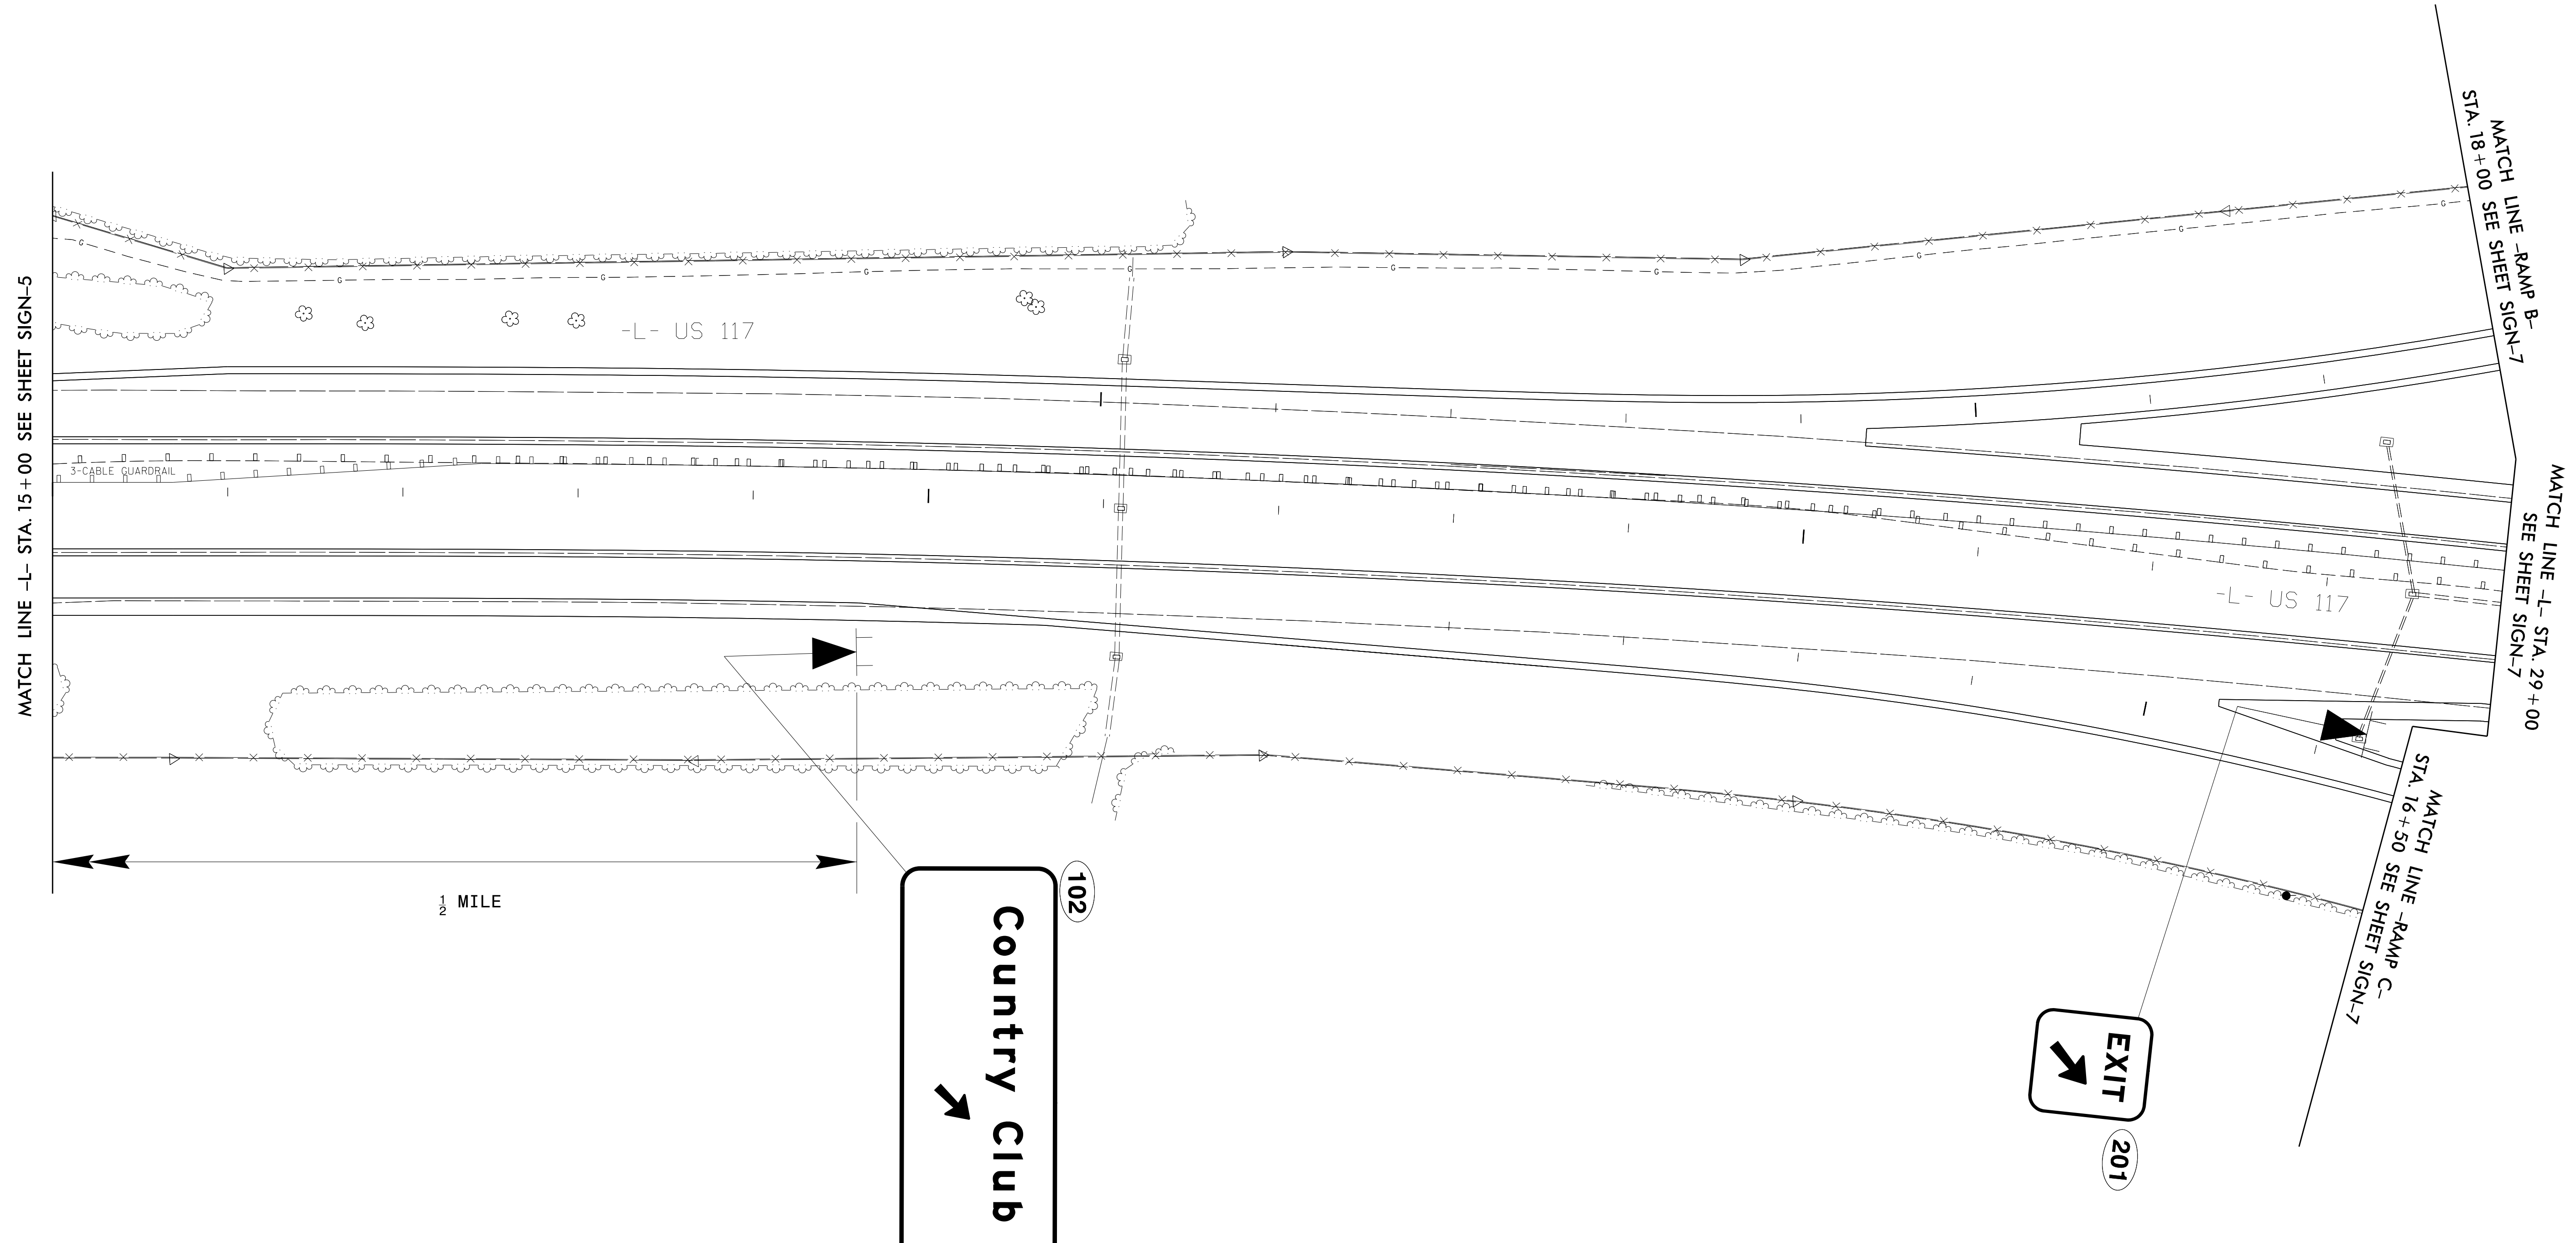 MATCH LINE -L- STA. 15+00 SEE SHEET SIGN-5
G
G
G
G
G
G
G
G
G
G
-L- US 117
3-CABLE GUARDRAIL
MATCH LINE -RAMP B-
STA. 18+00 SEE SHEET SIGN-7
MATCH LINE -L- STA. 29+00
SEE SHEET SIGN-7
-L- US 117
MATCH LINE -RAMP C-
STA. 16+50 SEE SHEET SIGN-7
1/2 MILE
102
Country Club
EXIT
201